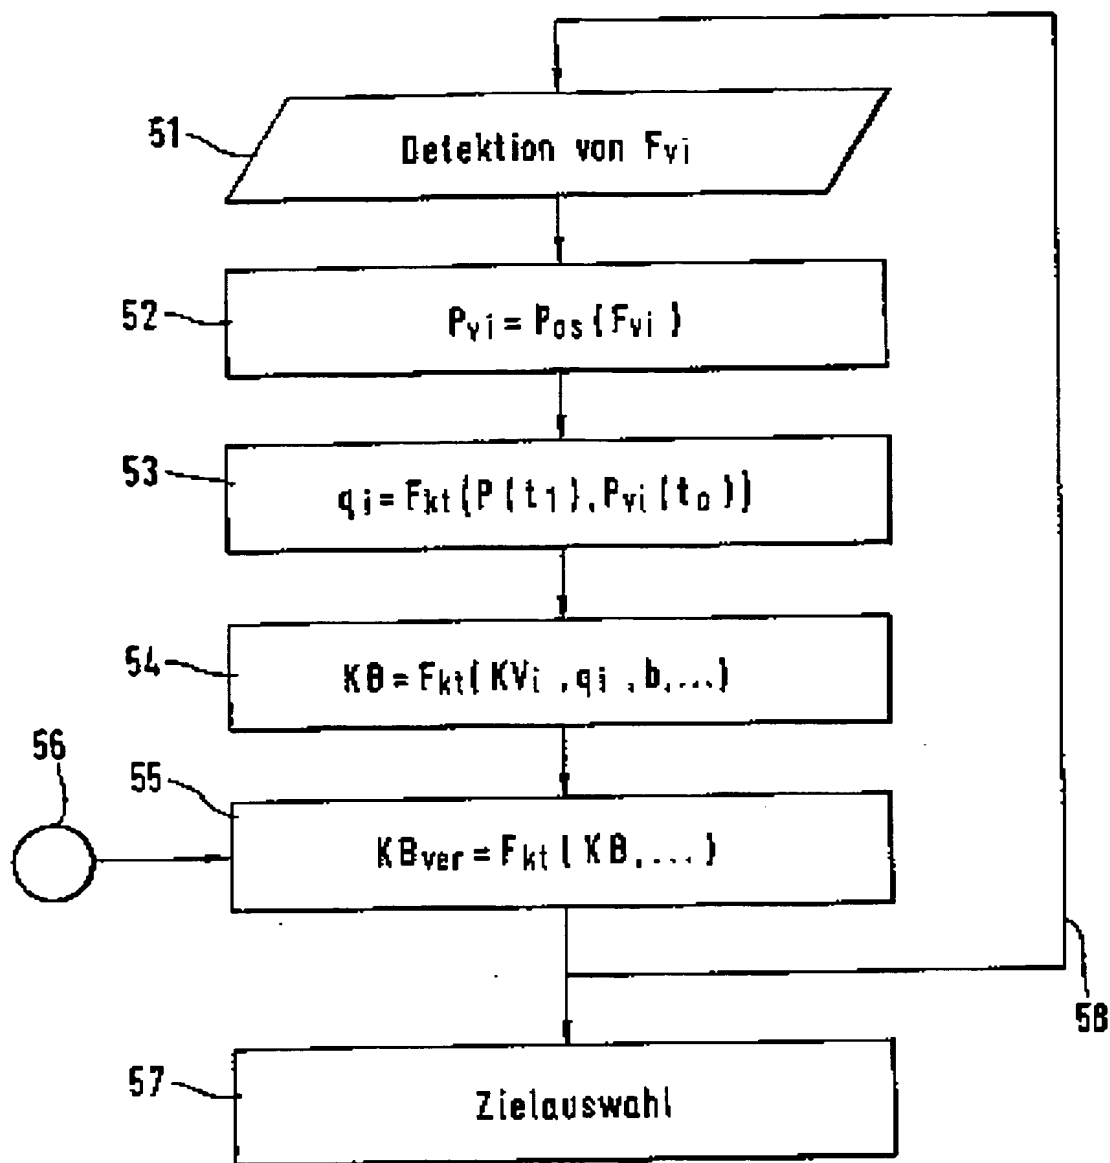 51
Detektion von Fvi
52
Pvi = Pos (Fvi)
53
qi = Fkt (P(t1), Pvi(t0))
54
KB = Fkt (KVi, qi, b, ...)
56
55
KBver = Fkt (KB, ...)
58
57
Zielauswahl